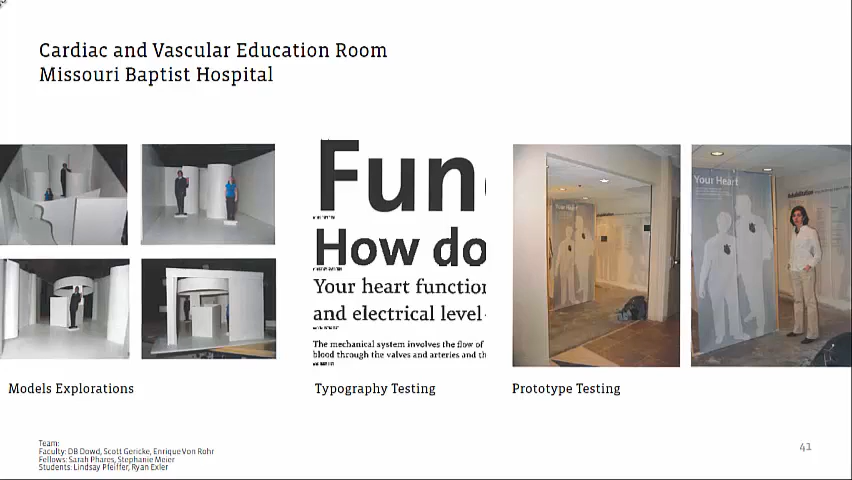 Cardiac and Vascular Education Room
Missouri Baptist Hospital
Fun
How do
Your heart function
and electrical level
The mechanical system involves the flow of
blood through the valves and arteries and th
Your Heart
Models Explorations
Typography Testing
Prototype Testing
Team:
Faculty: DB Dowd, Scott Gericke, Enrique Von Rohr
Fellows: Sarah Phares, Stephanie Meier
Students: Lindsay Pfeiffer, Ryan Exler
41